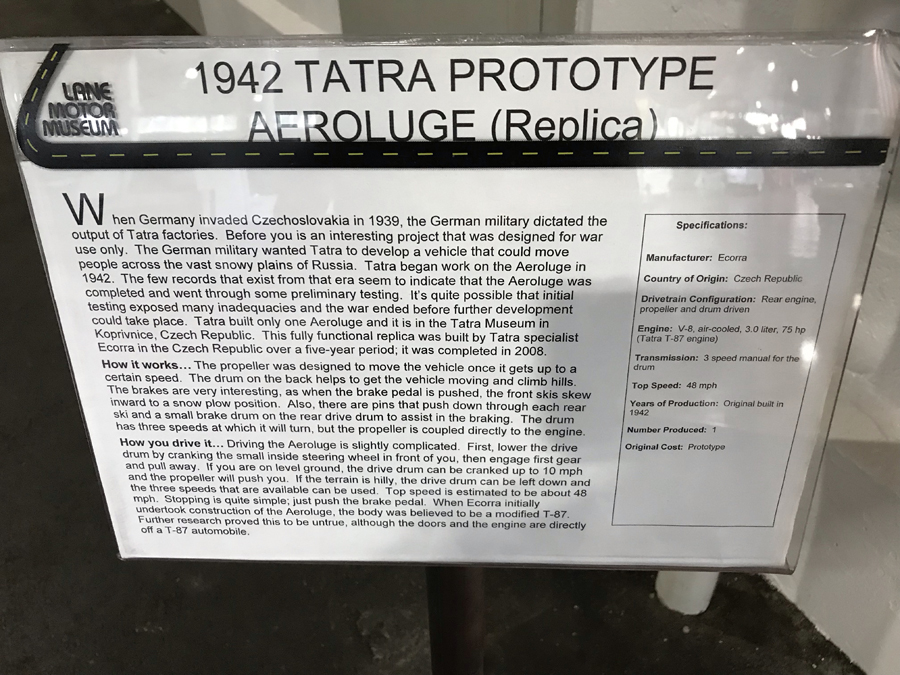 LANE
MOTOR
MUSEUM
1942 TATRA PROTOTYPE
AEROLUGE (Replica)
When Germany invaded Czechoslovakia in 1939, the German military dictated the
output of Tatra factories. Before you is an interesting project that was designed for war
use only. The German military wanted Tatra to develop a vehicle that could move
people across the vast snowy plains of Russia. Tatra began work on the Aeroluge in
1942. The few records that exist from that era seem to indicate that the Aeroluge was
completed and went through some preliminary testing. It's quite possible that initial
testing exposed many inadequacies and the war ended before further development
could take place. Tatra built only one Aeroluge and it is in the Tatra Museum in
Koprivnice, Czech Republic. This fully functional replica was built by Tatra specialist
Ecorra in the Czech Republic over a five-year period; it was completed in 2008.
How it works... The propeller was designed to move the vehicle once it gets up to a
certain speed. The drum on the back helps to get the vehicle moving and climb hills.
The brakes are very interesting, as when the brake pedal is pushed, the front skis skew
inward to a snow plow position. Also, there are pins that push down through each rear
ski and a small brake drum on the rear drive drum to assist in the braking. The drum
has three speeds at which it will turn, but the propeller is coupled directly to the engine.
How you drive it... Driving the Aeroluge is slightly complicated. First, lower the drive
drum by cranking the small inside steering wheel in front of you, then engage first gear
and pull away. If you are on level ground, the drive drum can be cranked up to 10 mph
and the propeller will push you. If the terrain is hilly, the drive drum can be left down and
the three speeds that are available can be used. Top speed is estimated to be about 48
mph. Stopping is quite simple; just push the brake pedal. When Ecorra initially
undertook construction of the Aeroluge, the body was believed to be a modified T-87.
Further research proved this to be untrue, although the doors and the engine are directly
off a T-87 automobile.
Specifications:
Manufacturer: Ecorra
Country of Origin: Czech Republic
Drivetrain Configuration: Rear engine,
propeller and drum driven
Engine: V-8, air-cooled, 3.0 liter, 75 hp
(Tatra T-87 engine)
Transmission: 3 speed manual for the
drum
Top Speed: 48 mph
Years of Production: Original built in
1942
Number Produced: 1
Original Cost: Prototype